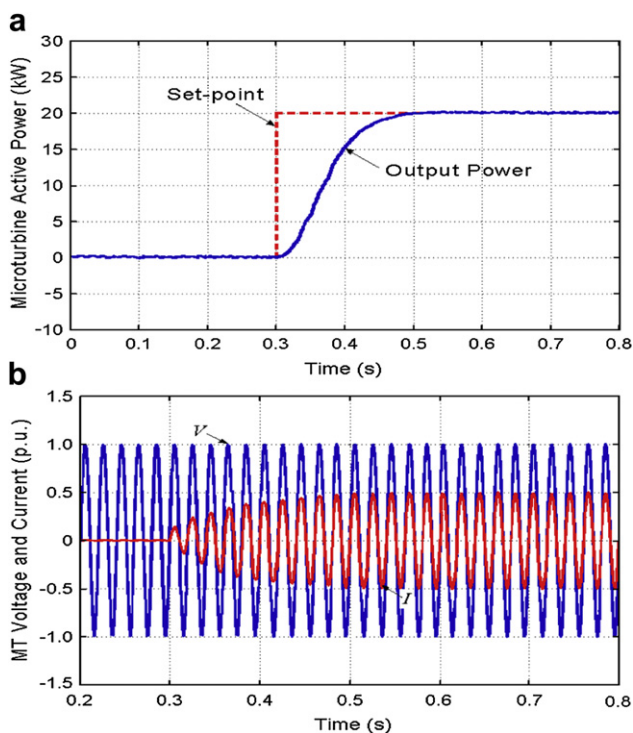 a
Microturbine Active Power (kW)
30
25
20
15
10
5
0
-5
-10
Set-point
Output Power
0 0.1 0.2 0.3 0.4 0.5 0.6 0.7 0.8
Time (s)
b
MT Voltage and Current (p.u.)
1.5
1.0
0.5
0
-0.5
-1.0
-1.5
V
I
0.2 0.3 0.4 0.5 0.6 0.7 0.8
Time (s)